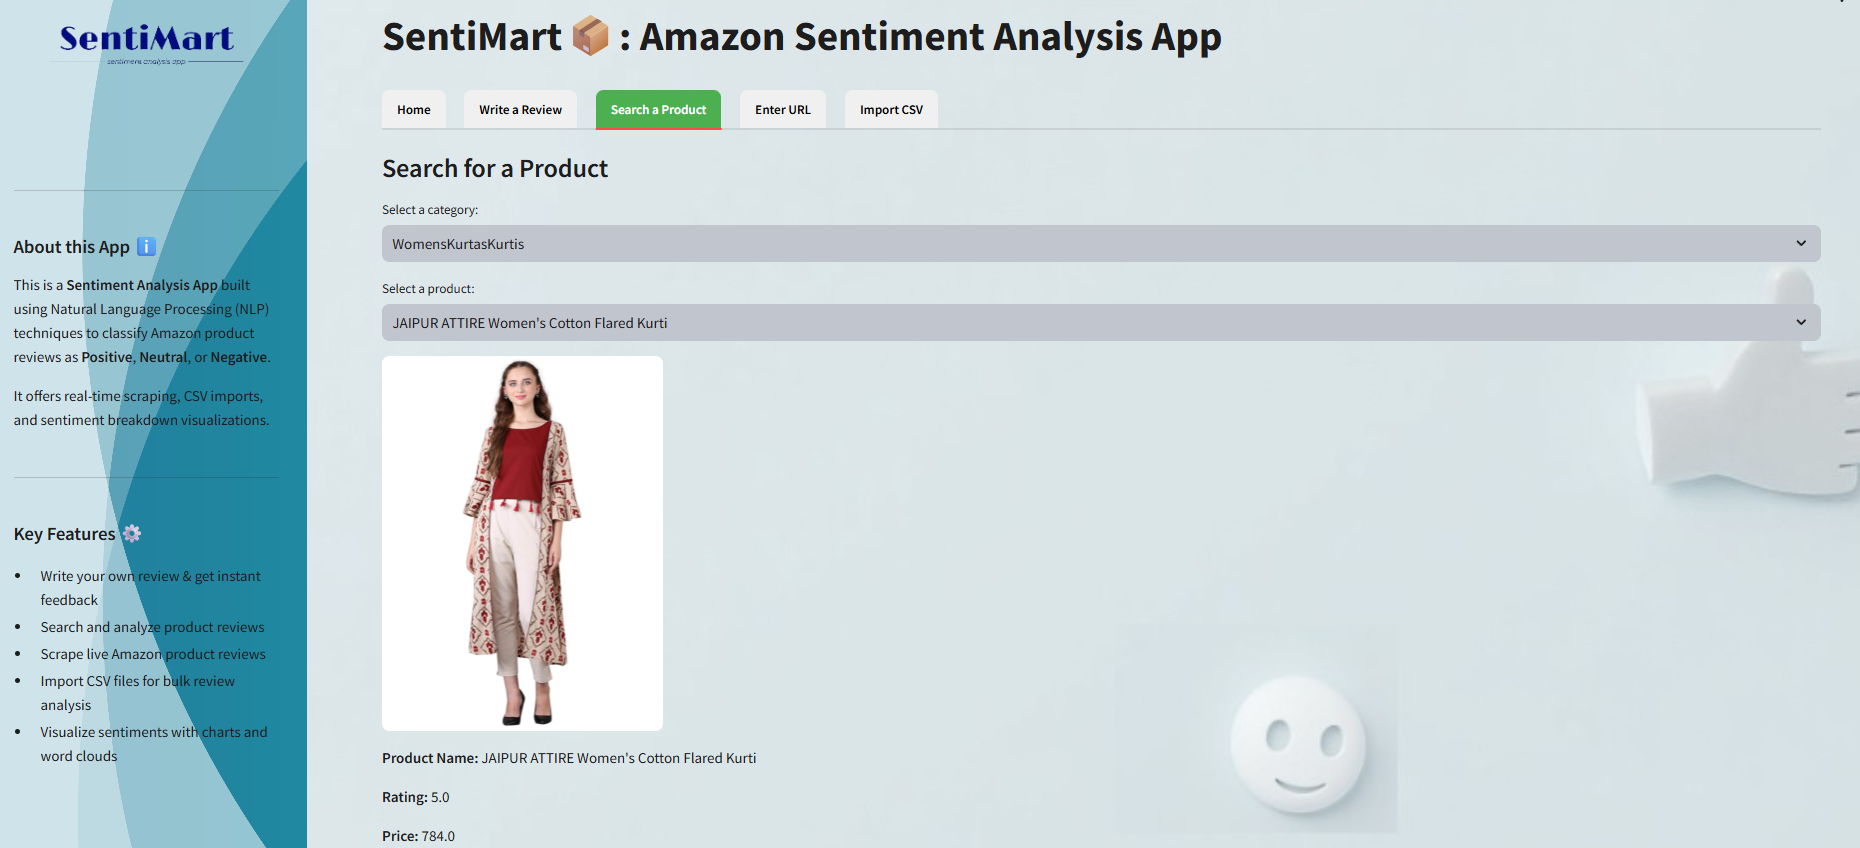 SentiMart
sentiment analysis app
About this App ℹ️
This is a Sentiment Analysis App built
using Natural Language Processing (NLP)
techniques to classify Amazon product
reviews as Positive, Neutral, or Negative.
It offers real-time scraping, CSV imports,
and sentiment breakdown visualizations.
Key Features ⚙️
• Write your own review & get instant
feedback
• Search and analyze product reviews
• Scrape live Amazon product reviews
• Import CSV files for bulk review
analysis
• Visualize sentiments with charts and
word clouds
SentiMart 📦 : Amazon Sentiment Analysis App
Home Write a Review Search a Product Enter URL Import CSV
Search for a Product
Select a category:
WomensKurtasKurtis
Select a product:
JAIPUR ATTIRE Women's Cotton Flared Kurti
Product Name: JAIPUR ATTIRE Women's Cotton Flared Kurti
Rating: 5.0
Price: 784.0